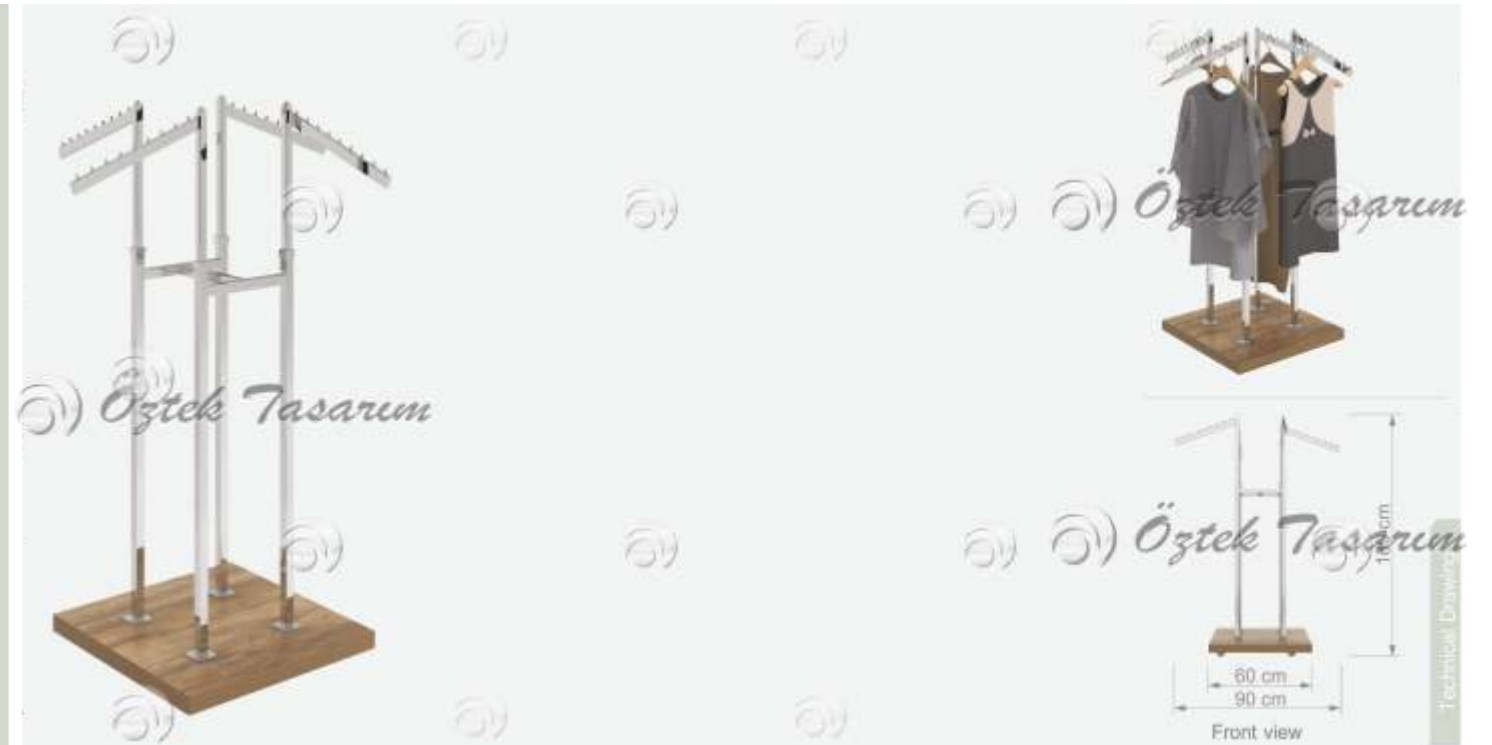 Öztek Tasarım
Öztek Tasarım
Öztek Tasarım
60 cm
90 cm
Front view
Technical Drawing